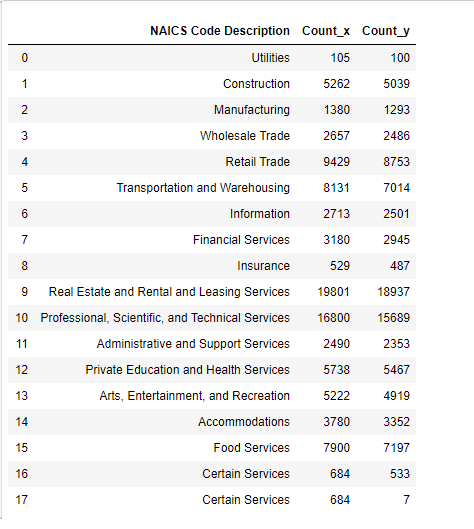 NAICS Code Description Count_x Count_y
0 Utilities 105 100
1 Construction 5262 5039
2 Manufacturing 1380 1293
3 Wholesale Trade 2657 2486
4 Retail Trade 9429 8753
5 Transportation and Warehousing 8131 7014
6 Information 2713 2501
7 Financial Services 3180 2945
8 Insurance 529 487
9 Real Estate and Rental and Leasing Services 19801 18937
10 Professional, Scientific, and Technical Services 16800 15689
11 Administrative and Support Services 2490 2353
12 Private Education and Health Services 5738 5467
13 Arts, Entertainment, and Recreation 5222 4919
14 Accommodations 3780 3352
15 Food Services 7900 7197
16 Certain Services 684 533
17 Certain Services 684 7